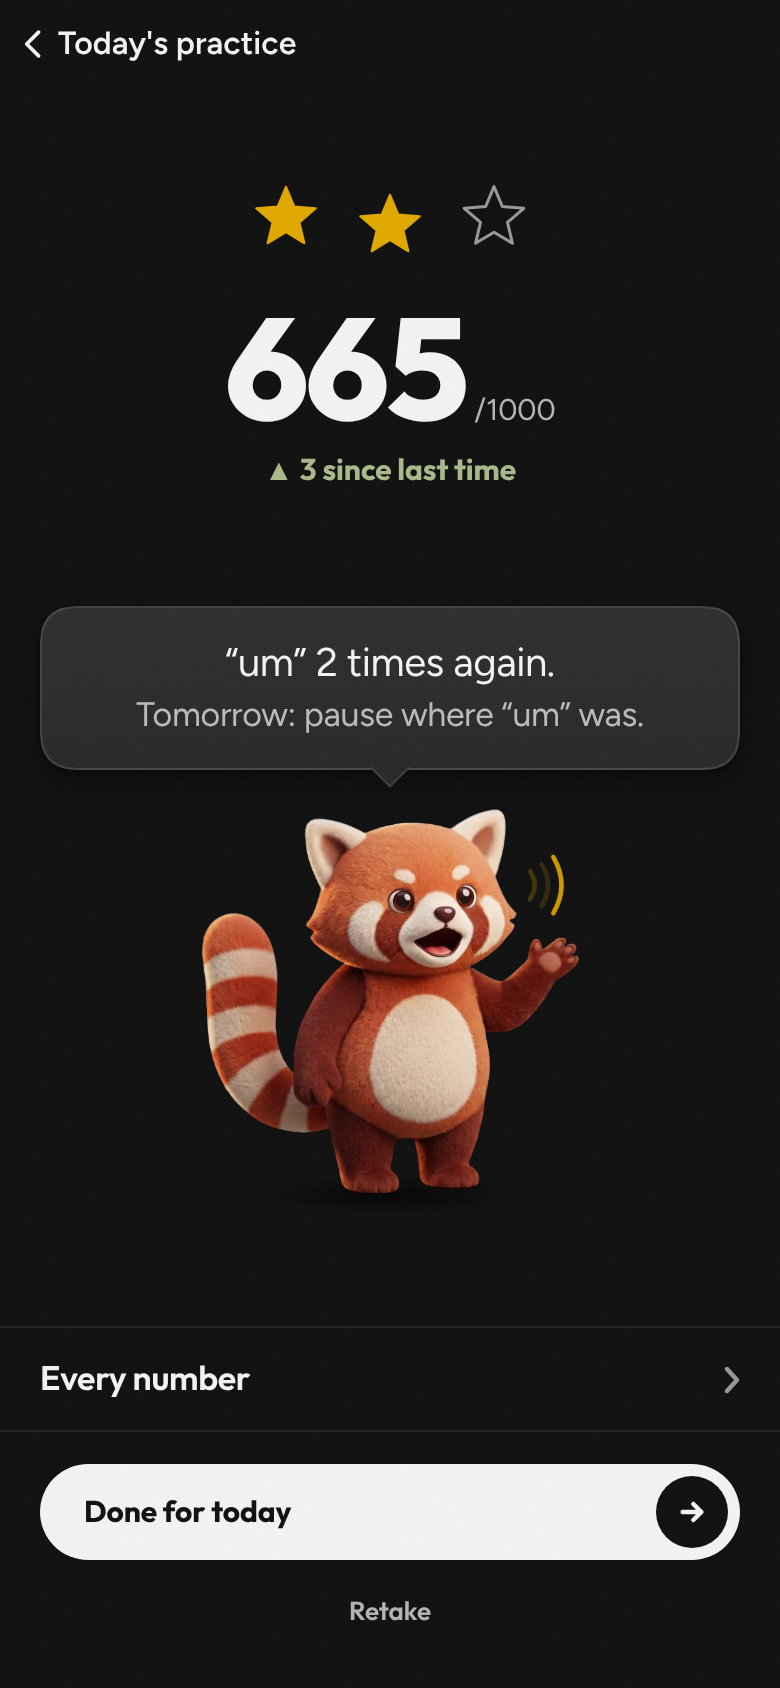 Today's practice
665/1000
▲ 3 since last time
“um” 2 times again.
Tomorrow: pause where “um” was.
Every number
Done for today
Retake